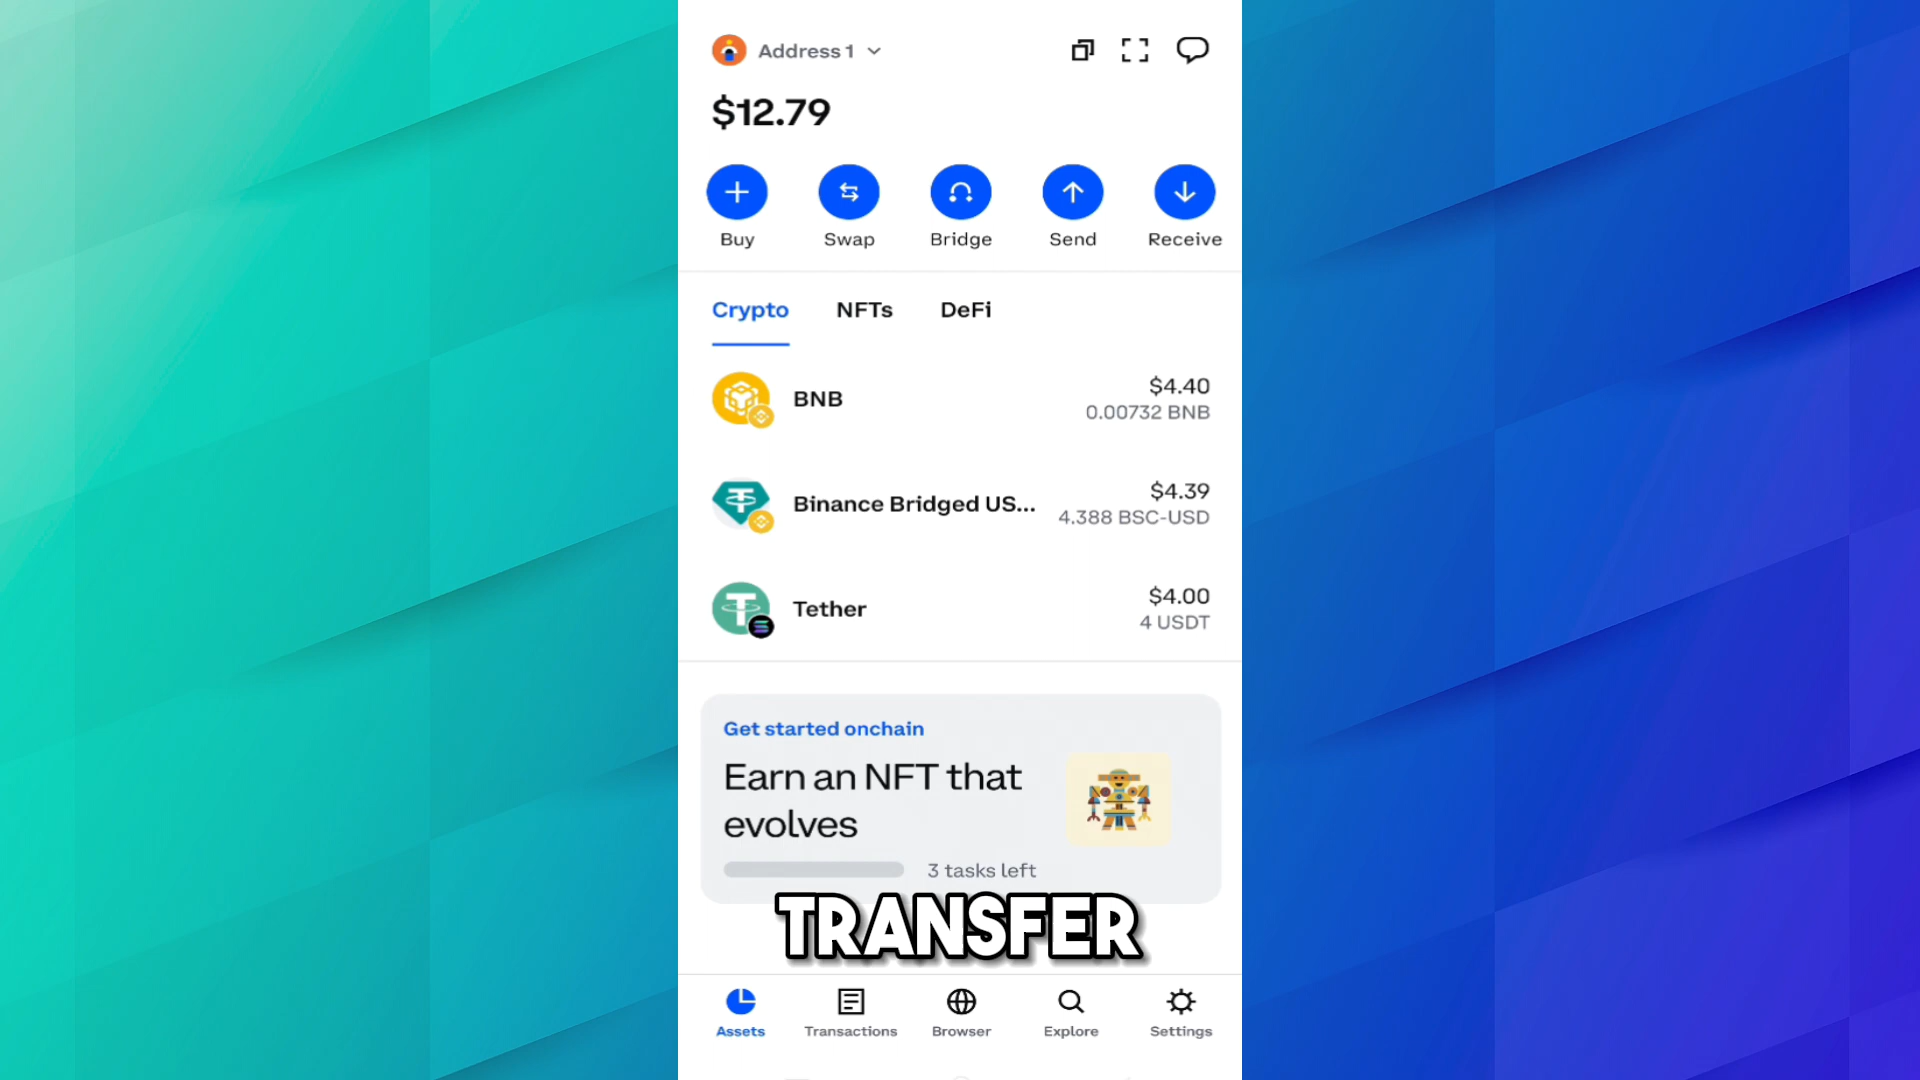 Address 1
$12.79
Buy
Swap
Bridge
Send
Receive
Crypto
NFTs
DeFi
BNB
$4.40
0.00732 BNB
Binance Bridged US...
$4.39
4.388 BSC-USD
Tether
$4.00
4 USDT
Get started onchain
Earn an NFT that
evolves
3 tasks left
TRANSFER
Assets
Transactions
Browser
Explore
Settings